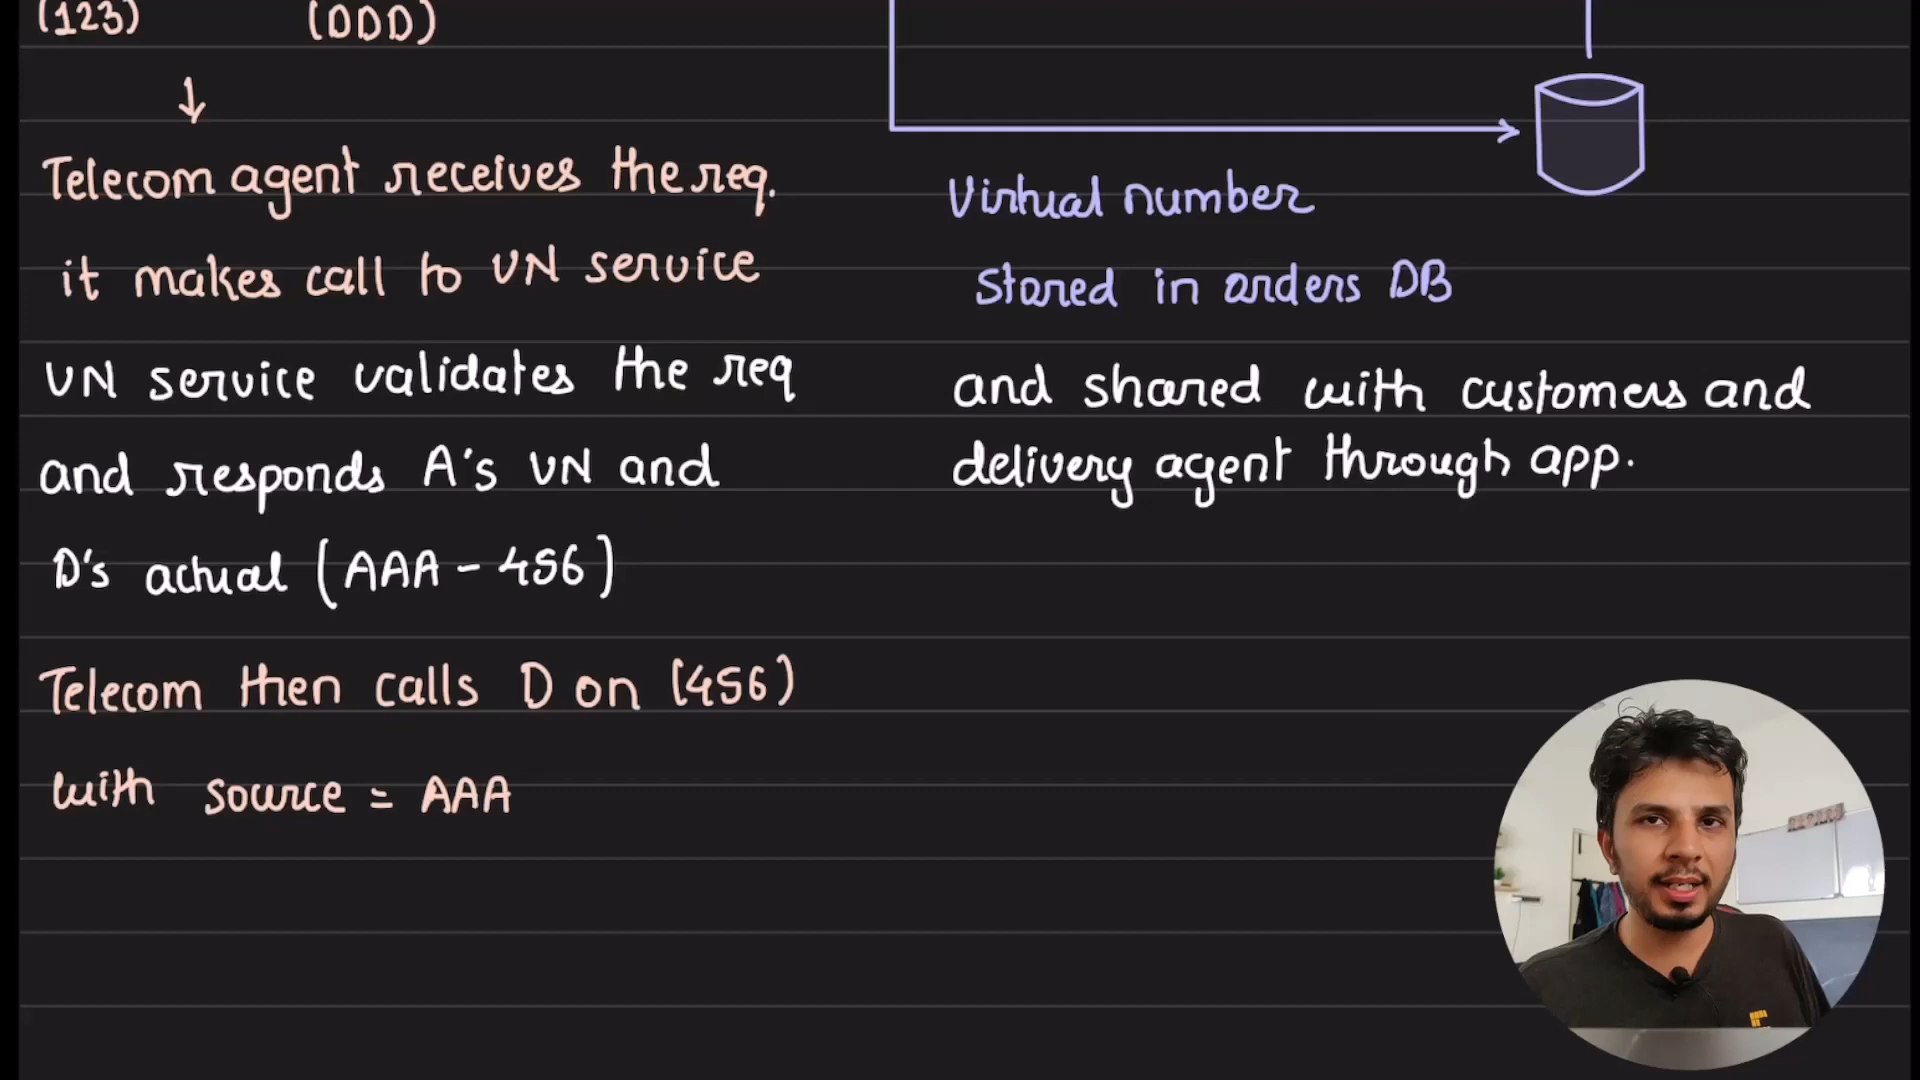 (123) (DDD)
Telecom agent receives the req.
it makes call to VN service
VN service validates the req
and responds A's VN and
D's actual (AAA - 456)
Telecom then calls D on (456)
with source = AAA
Virtual number
stored in orders DB
and shared with customers and
delivery agent through app.